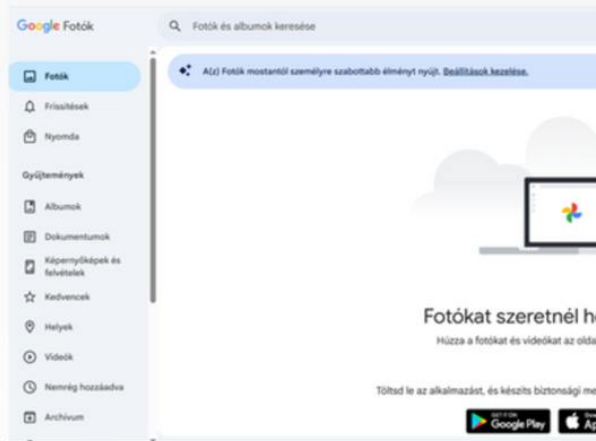 Google Fotók
Fotók és albumok keresése
Fotók
Frissítések
Nyomda
Gyűjtemények
Albumok
Dokumentumok
Képernyőképek és
felvételek
Kedvencek
Helyek
Videók
Nemrég hozzáadva
Archívum
A(z) Fotók mostantól személyre szabottabb élményt nyújt. Beállítások kezelése.
Fotókat szeretnél
Húzza a fotókat és videókat az
Töltsd le az alkalmazást, és készíts biztonsági
GET IT ON
Google Play